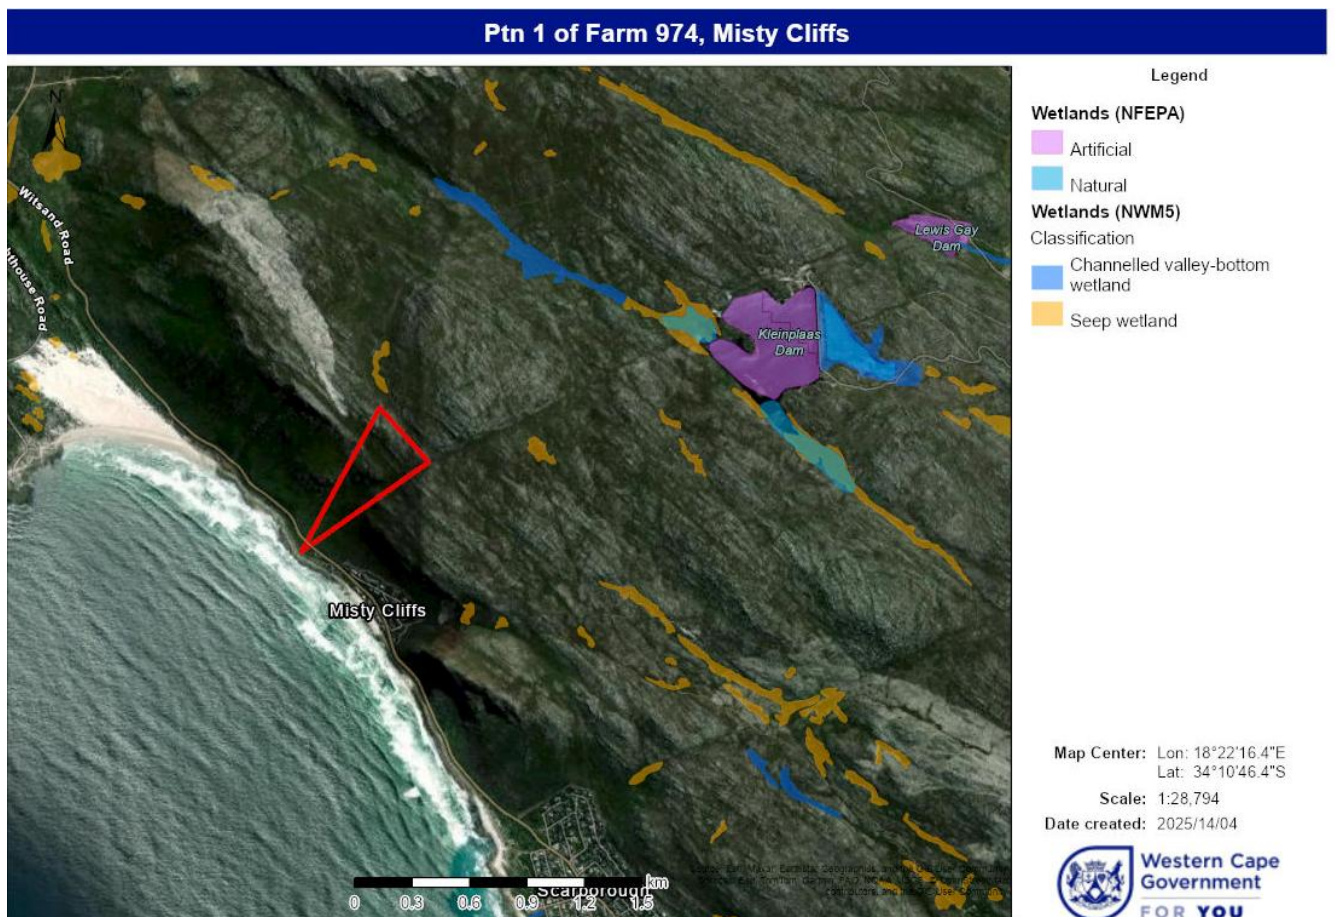 Ptn 1 of Farm 974, Misty Cliffs
Legend
Wetlands (NFEPA)
Artificial
Natural
Wetlands (NWM5)
Classification
Channelled valley-bottom
wetland
Seep wetland
N
Witsand Road
hthouse Road
Lewis Gay
Dam
Kleinplaas
Dam
Misty Cliffs
Scarborough
km
0 0.3 0.6 0.9 1.2 1.5
Map Center: Lon: 18°22'16.4"E
Lat: 34°10'46.4"S
Scale: 1:28,794
Date created: 2025/14/04
Western Cape
Government
FOR YOU